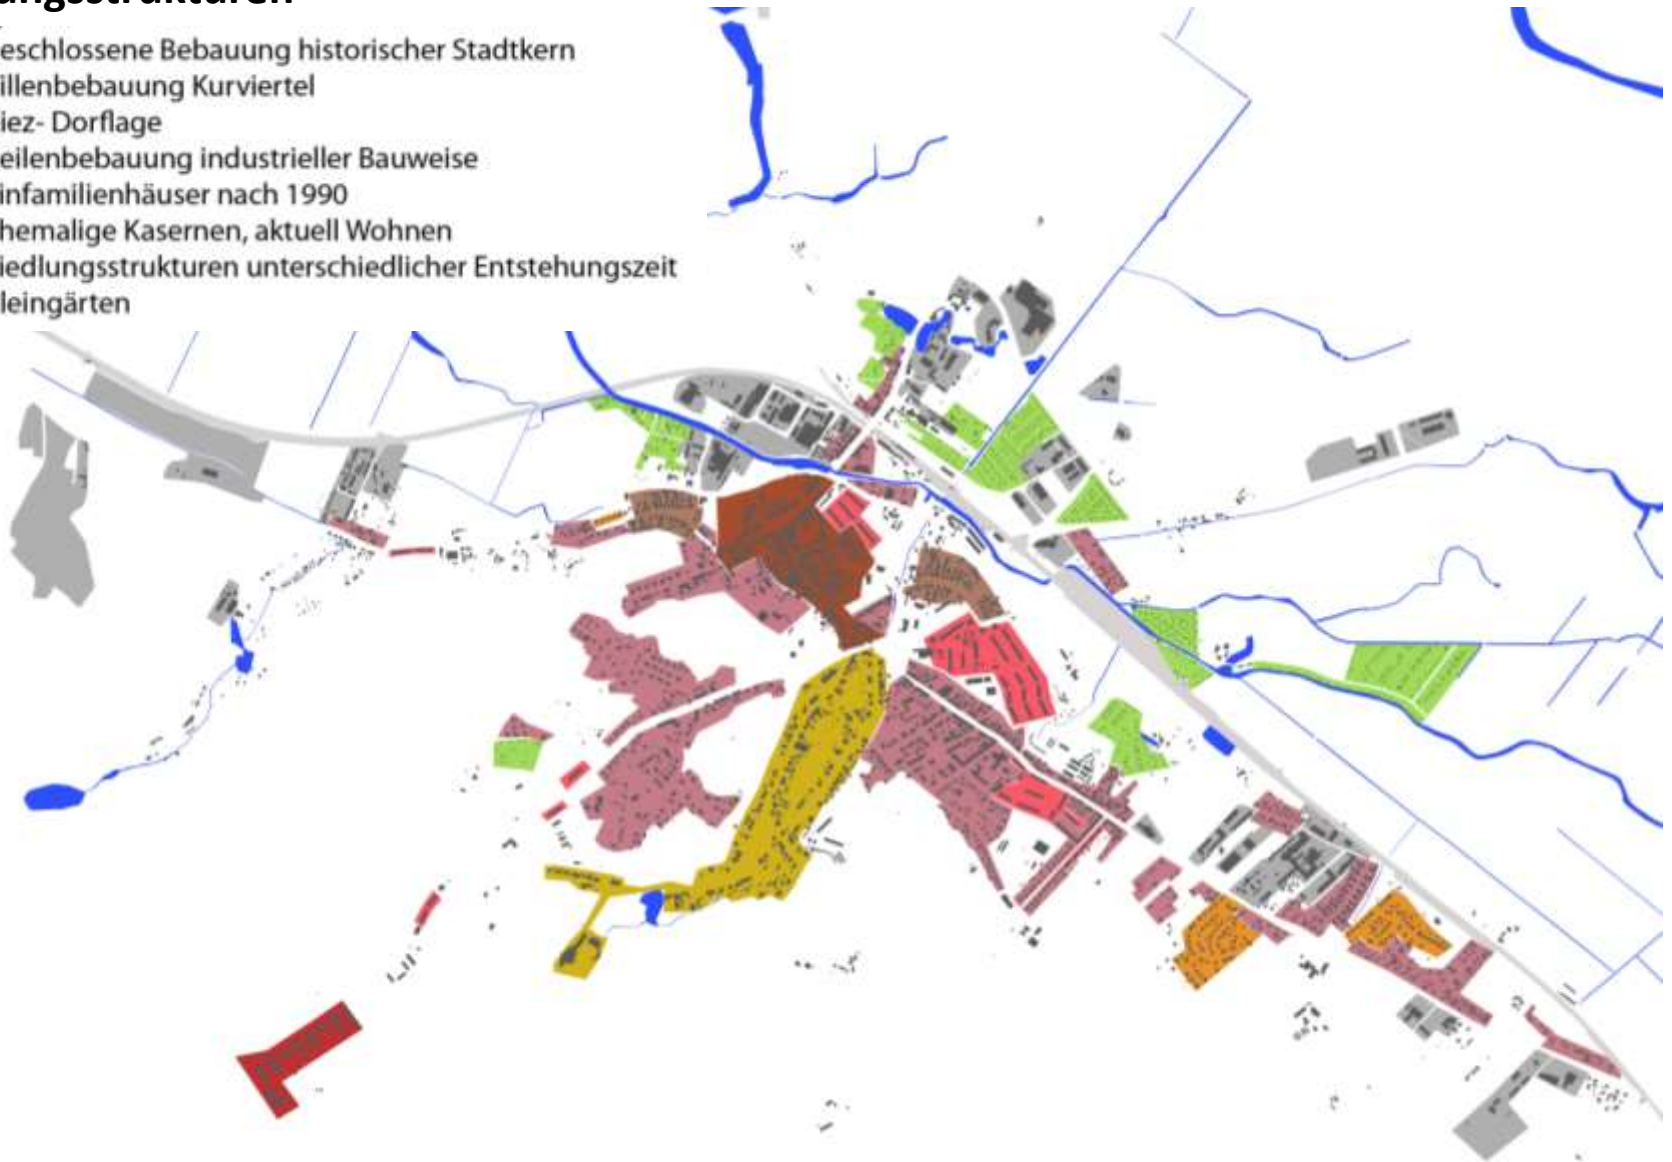 ungsstrukturen
eschlossene Bebauung historischer Stadtkern
illenbebauung Kurviertel
iez- Dorflage
eilenbebauung industrieller Bauweise
infamilienhäuser nach 1990
hemalige Kasernen, aktuell Wohnen
iedlungsstrukturen unterschiedlicher Entstehungszeit
leingärten